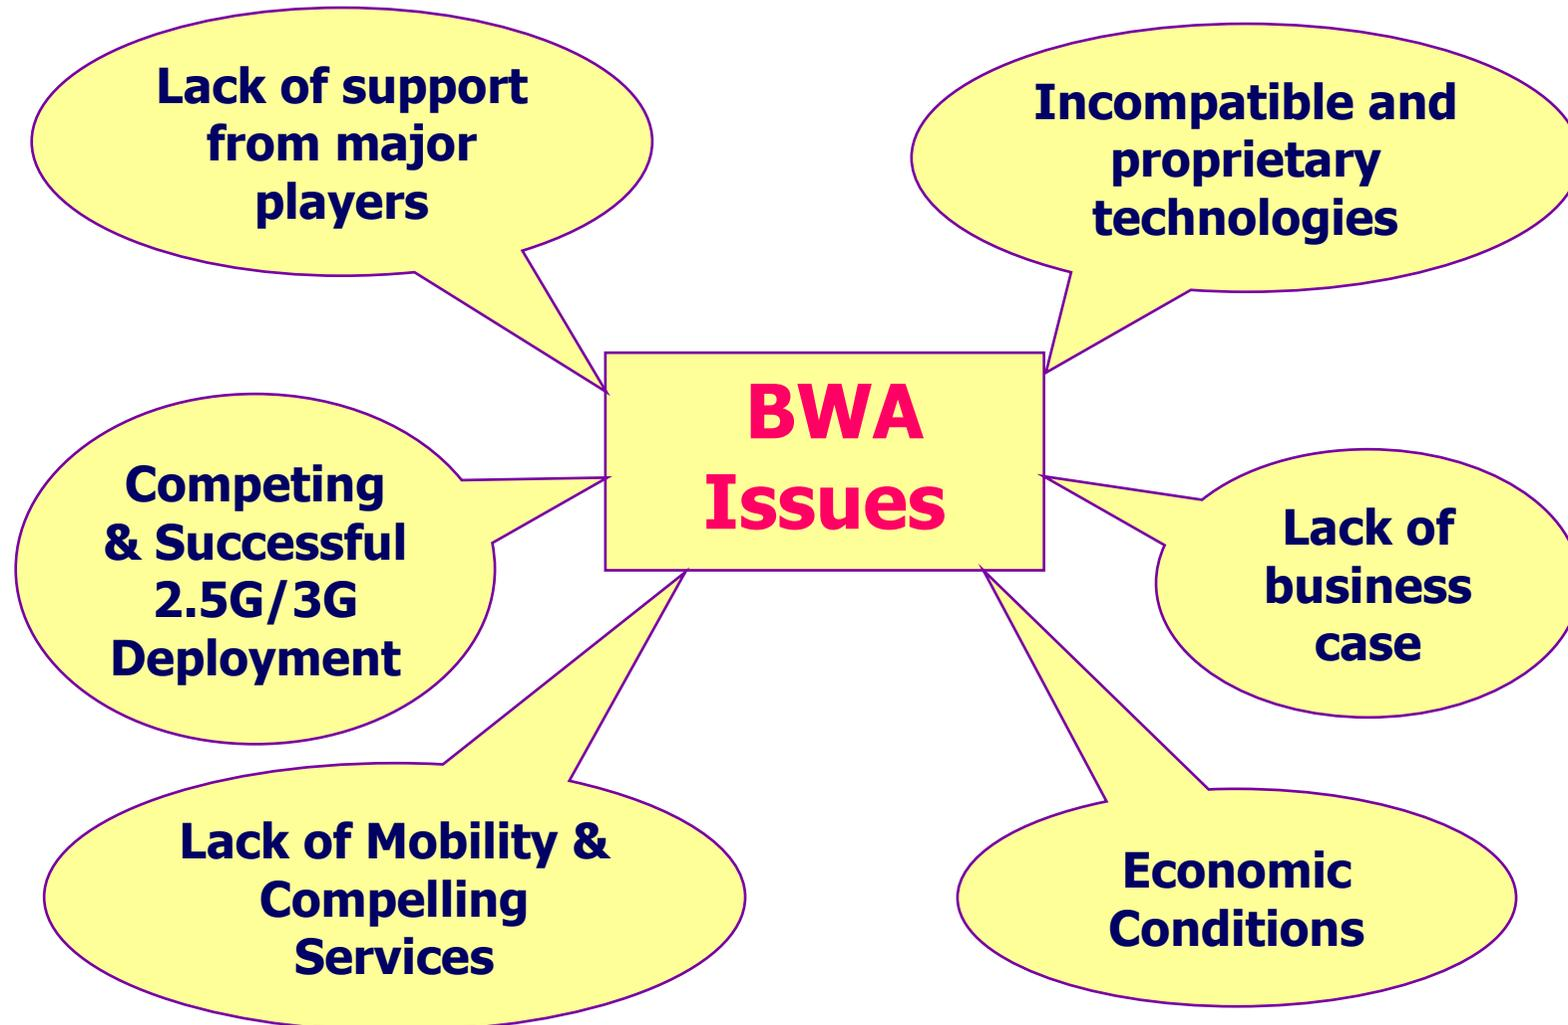 Lack of support
from major
players
Incompatible and
proprietary
technologies
BWA
Issues
Competing
& Successful
2.5G/3G
Deployment
Lack of
business
case
Lack of Mobility &
Compelling
Services
Economic
Conditions